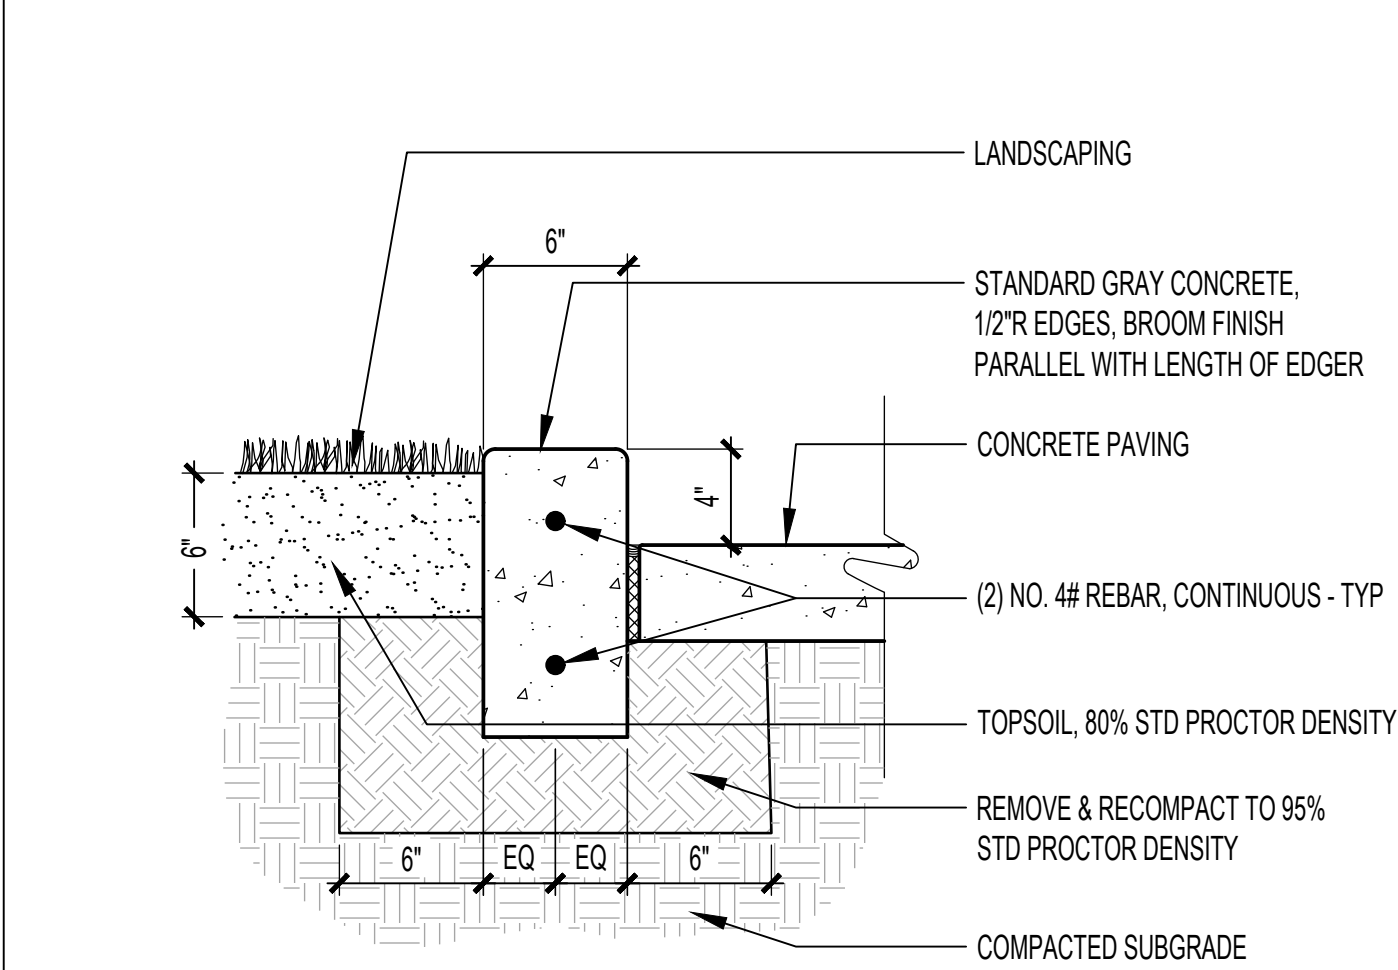 LANDSCAPING
6"
STANDARD GRAY CONCRETE,
1/2"R EDGES, BROOM FINISH
PARALLEL WITH LENGTH OF EDGER
CONCRETE PAVING
4"
6"
(2) NO. 4# REBAR, CONTINUOUS - TYP
TOPSOIL, 80% STD PROCTOR DENSITY
REMOVE & RECOMPACT TO 95%
STD PROCTOR DENSITY
6" EQ EQ 6"
COMPACTED SUBGRADE